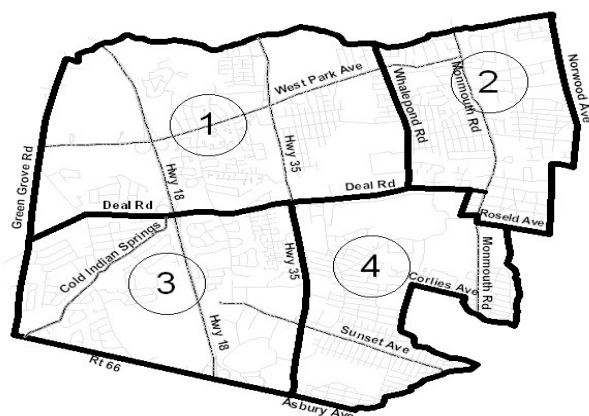 West Park Ave
Whalepond Rd
Monmouth Rd
2
Norwood Ave
1
Hwy 35
Hwy 18
Green Grove Rd
Deal Rd
Deal Rd
Roseld Ave
Cold Indian Springs
3
Hwy 35
4
Corlies Ave
Monmouth Rd
Hwy 18
Sunset Ave
Rt 66
Asbury Ave